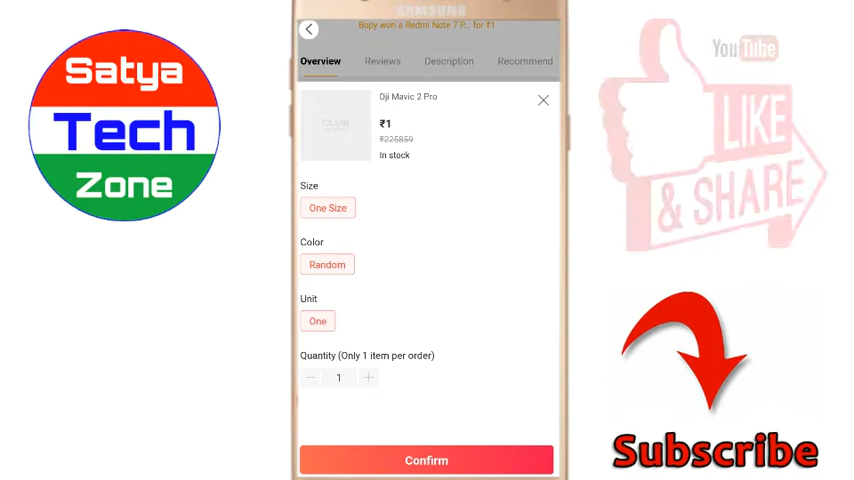 SAMSUNG
Bopy won a Redmi Note 7 P... for ₹1
Overview
Reviews
Description
Recommend
Satya
Tech
Zone
Dji Mavic 2 Pro
₹1
₹225859
In stock
CLUB
Size
One Size
Color
Random
Unit
One
Quantity (Only 1 item per order)
1
Confirm
YouTube
LIKE
& SHARE
Subscribe